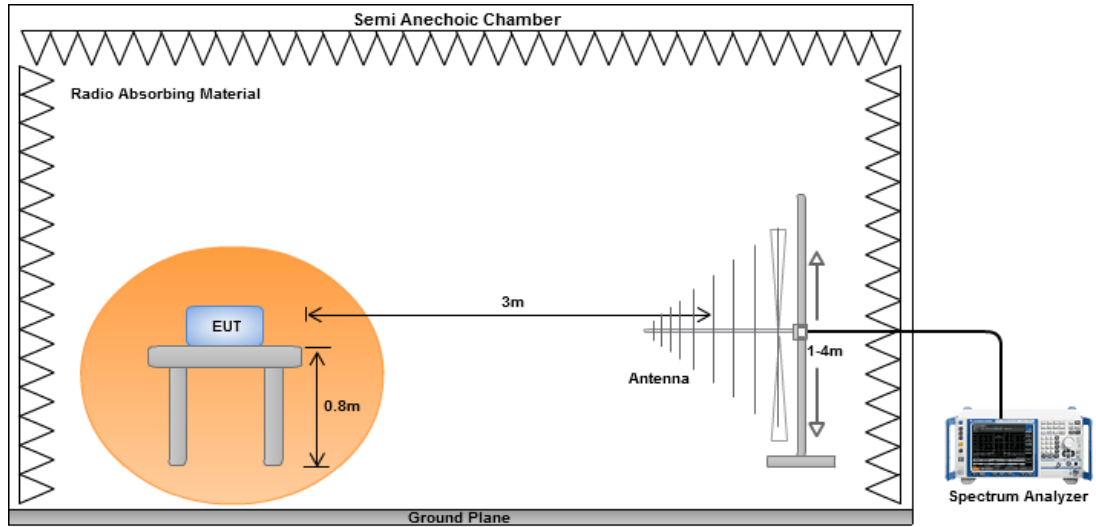 Semi Anechoic Chamber
Radio Absorbing Material
3m
EUT
1-4m
Antenna
0.8m
Spectrum Analyzer
Ground Plane